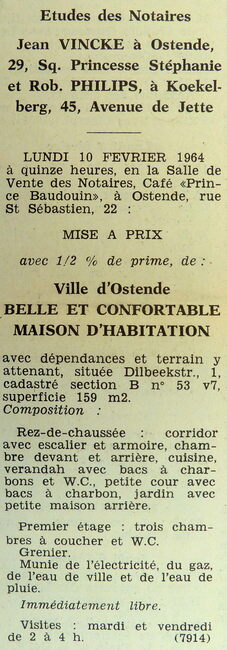 Etudes des Notaires
Jean VINCKE à Ostende,
29, Sq. Princesse Stéphanie
et Rob. PHILIPS, à Koekel-
berg, 45, Avenue de Jette
LUNDI 10 FEVRIER 1964
à quinze heures, en la Salle de
Vente des Notaires, Café «Prin-
ce Baudouin», à Ostende, rue
St Sébastien, 22 :
MISE A PRIX
avec 1/2 % de prime, de :
Ville d'Ostende
BELLE ET CONFORTABLE
MAISON D'HABITATION
avec dépendances et terrain y
attenant, située Dilbeekstr., 1,
cadastré section B n° 53 v7,
superficie 159 m2.
Composition :
Rez-de-chaussée : corridor
avec escalier et armoire, cham-
bre devant et arrière, cuisine,
verandah avec bacs à char-
bons et W.C., petite cour avec
bacs à charbon, jardin avec
petite maison arrière.
Premier étage : trois cham-
bres à coucher et W.C.
Grenier.
Munie de l'électricité, du gaz,
de l'eau de ville et de l'eau de
pluie.
Immédiatement libre.
Visites : mardi et vendredi
de 2 à 4 h. (7914)